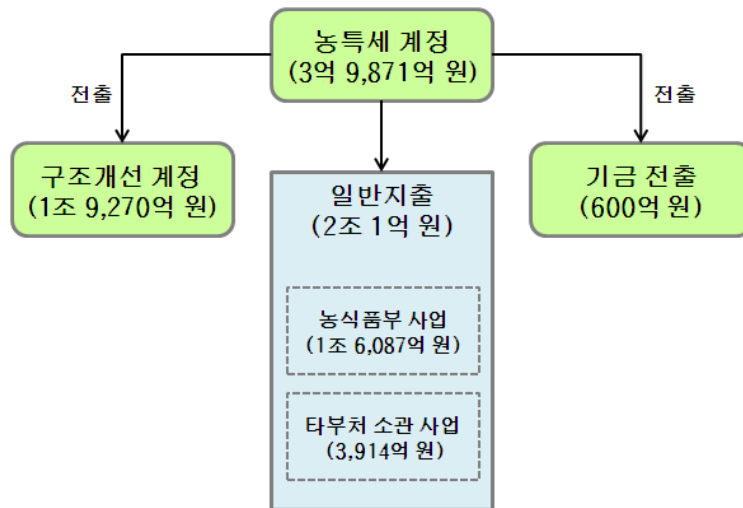 농특세 계정
(3억 9,871억 원)
전출
전출
구조개선 계정
(1조 9,270억 원)
일반지출
(2조 1억 원)
기금 전출
(600억 원)
농식품부 사업
(1조 6,087억 원)
타부처 소관 사업
(3,914억 원)